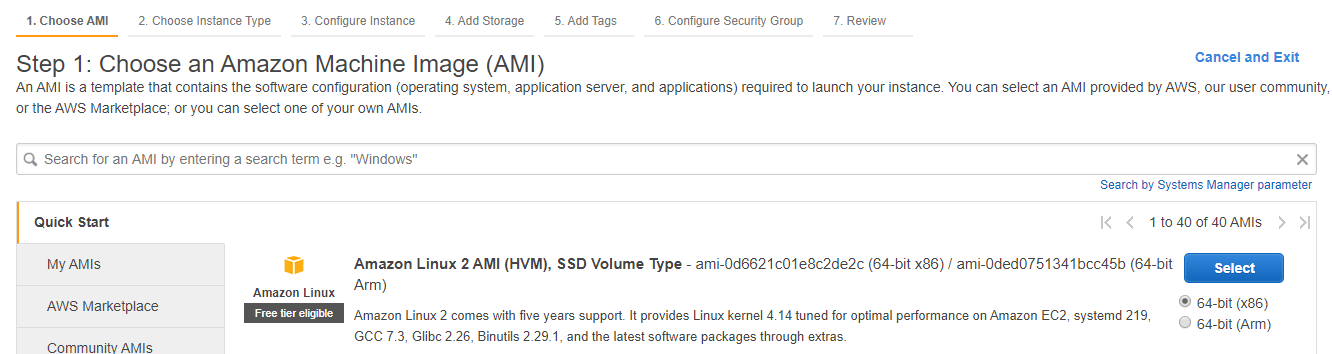 1. Choose AMI 2. Choose Instance Type 3. Configure Instance 4. Add Storage 5. Add Tags 6. Configure Security Group 7. Review
Step 1: Choose an Amazon Machine Image (AMI)
Cancel and Exit
An AMI is a template that contains the software configuration (operating system, application server, and applications) required to launch your instance. You can select an AMI provided by AWS, our user community,
or the AWS Marketplace; or you can select one of your own AMIs.
Search for an AMI by entering a search term e.g. "Windows"
Search by Systems Manager parameter
Quick Start
1 to 40 of 40 AMIs
My AMIs
AWS Marketplace
Community AMIs
Amazon Linux
Free tier eligible
Amazon Linux 2 AMI (HVM), SSD Volume Type - ami-0d6621c01e8c2de2c (64-bit x86) / ami-0ded0751341bcc45b (64-bit
Arm)
Amazon Linux 2 comes with five years support. It provides Linux kernel 4.14 tuned for optimal performance on Amazon EC2, systemd 219,
GCC 7.3, Glibc 2.26, Binutils 2.29.1, and the latest software packages through extras.
Select
64-bit (x86)
64-bit (Arm)